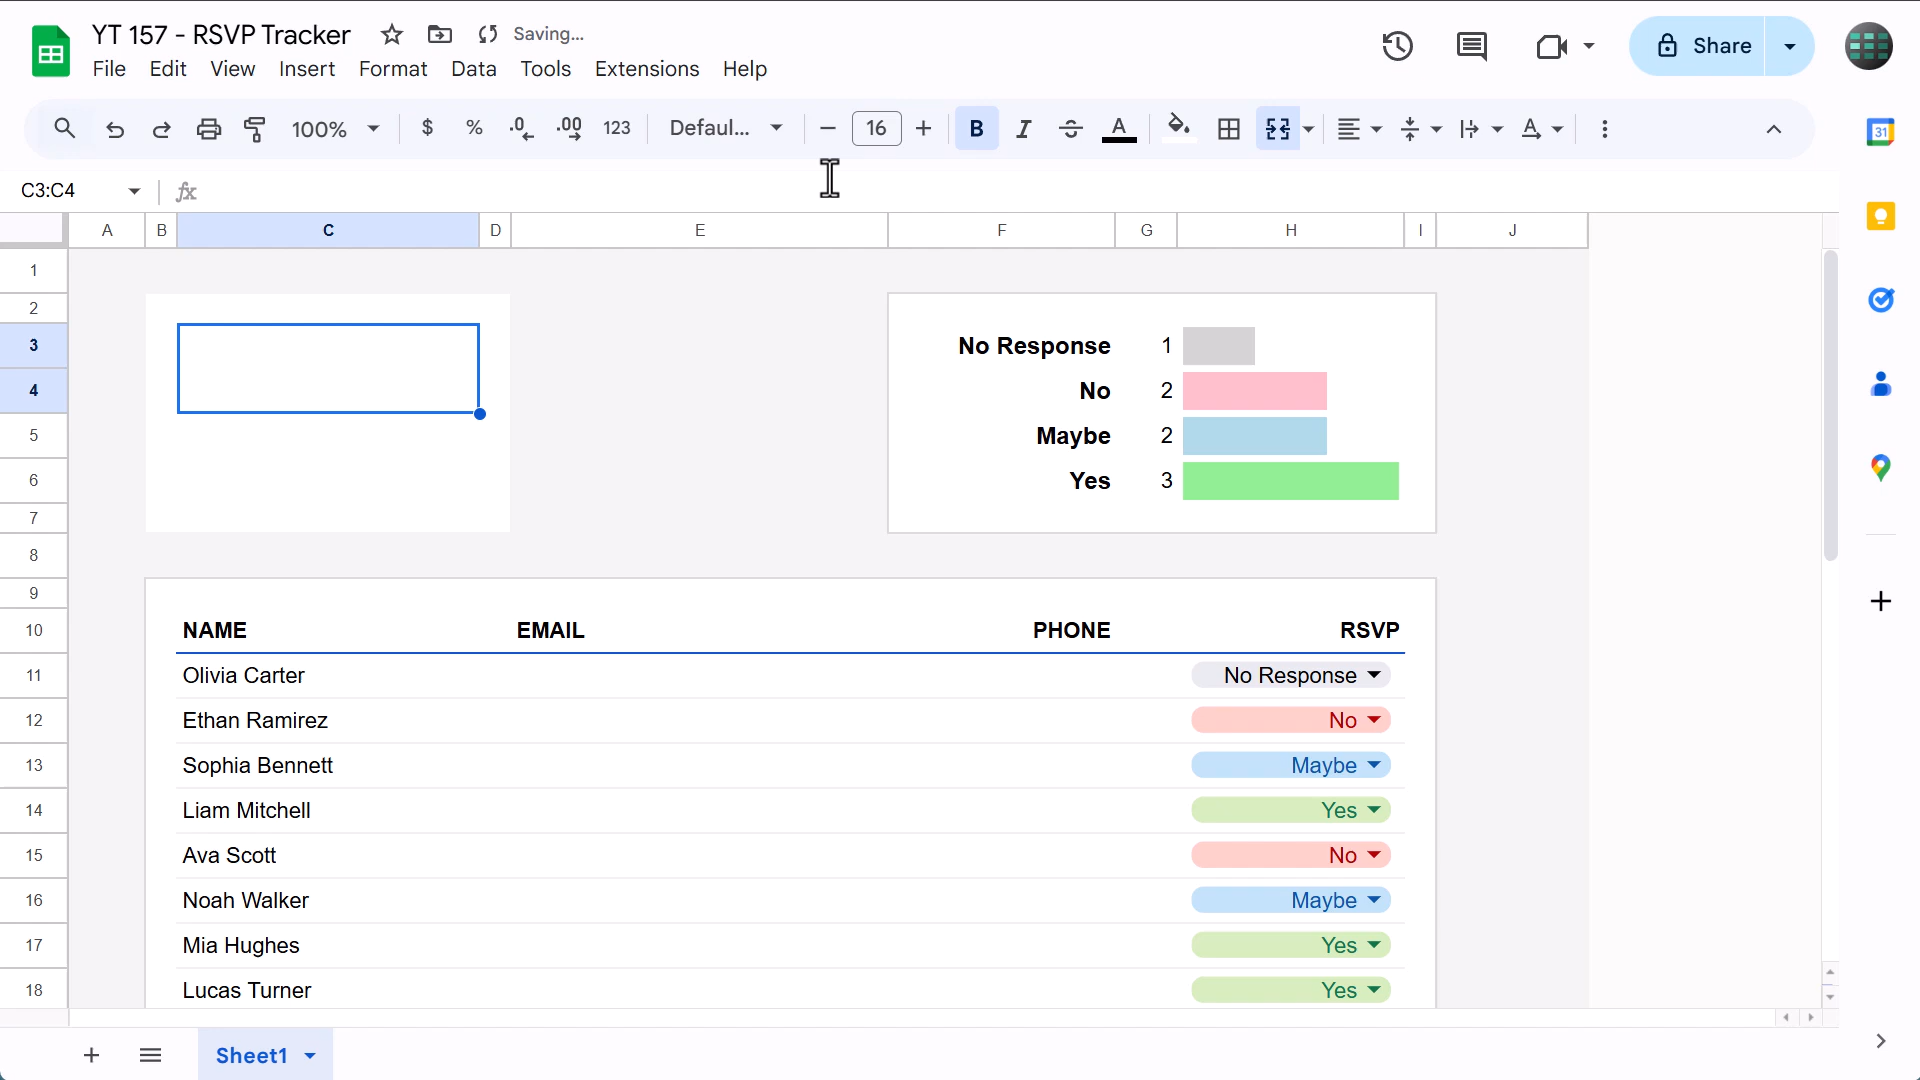 YT 157 - RSVP Tracker
Saving...
Share
File Edit View Insert Format Data Tools Extensions Help
100% $ % .0 .00 123 Defaul... 16 B I A A
31
C3:C4 fx
A B C D E F G H I J
1
2
3 No Response 1
4 No 2
5 Maybe 2
6 Yes 3
7
8
9
10 NAME EMAIL PHONE RSVP
11 Olivia Carter No Response
12 Ethan Ramirez No
13 Sophia Bennett Maybe
14 Liam Mitchell Yes
15 Ava Scott No
16 Noah Walker Maybe
17 Mia Hughes Yes
18 Lucas Turner Yes
Sheet1